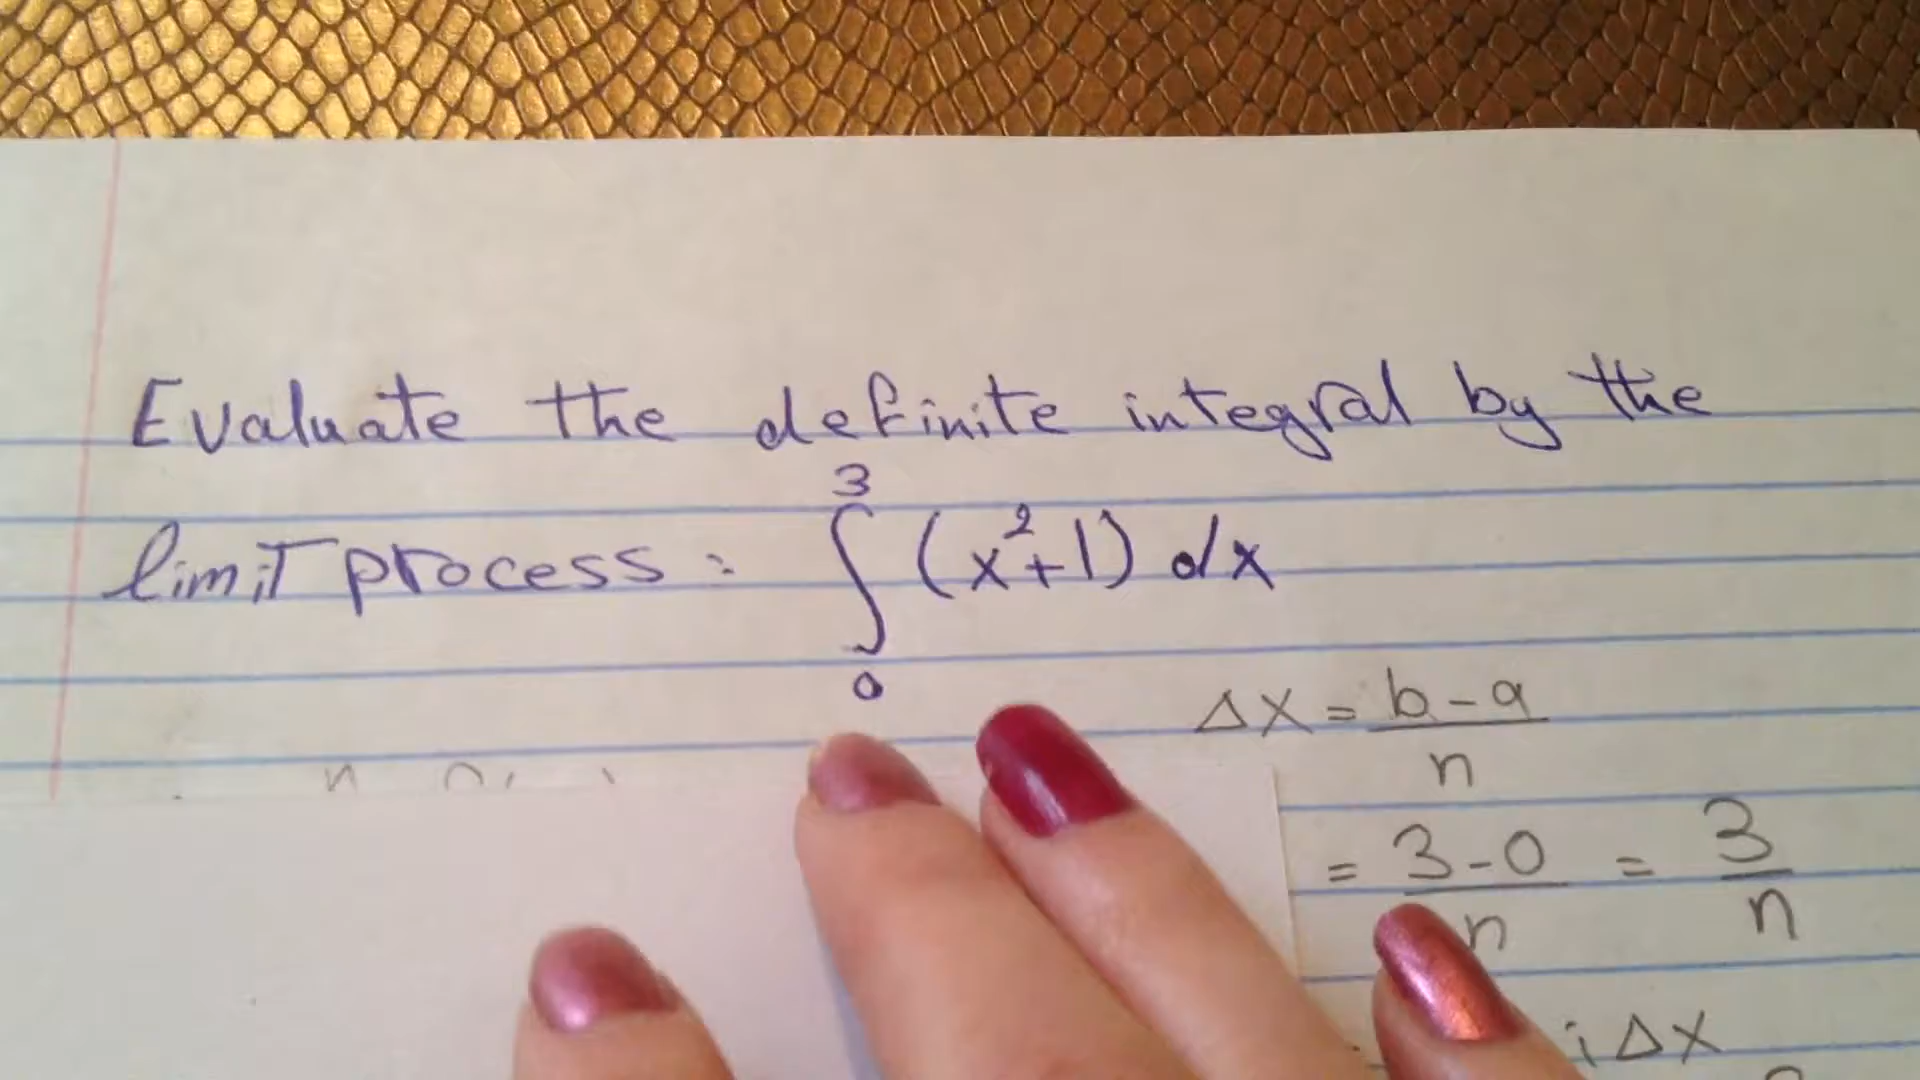 Evaluate the definite integral by the
limit process: ∫₀³ (x²+1) dx
Δx = b-a/n
= 3-0/n = 3/n
iΔx